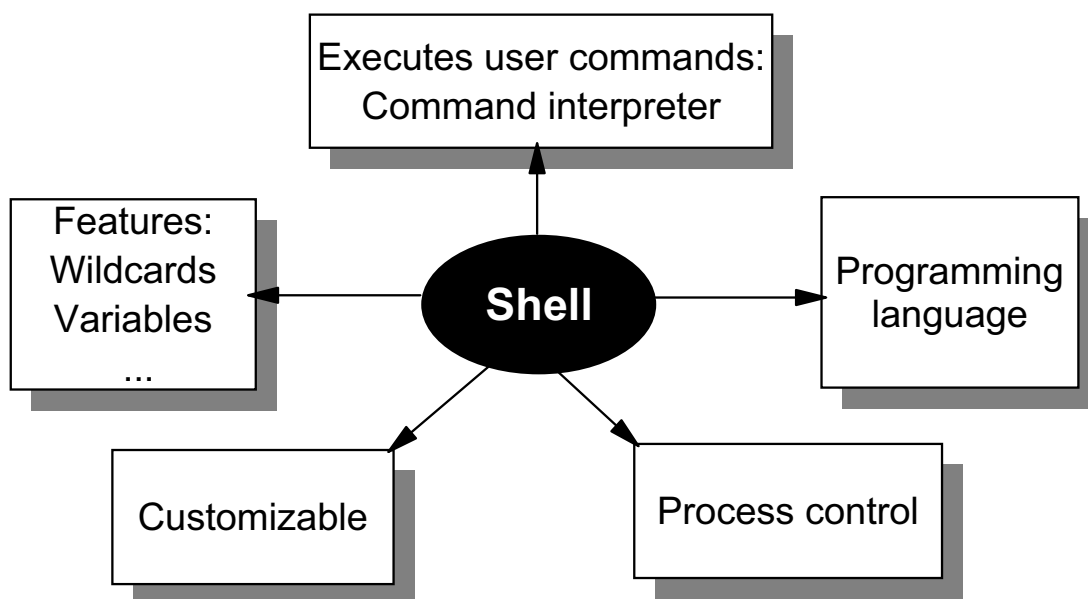 Executes user commands:
Command interpreter
Features:
Wildcards
Variables
...
Shell
Programming
language
Customizable
Process control